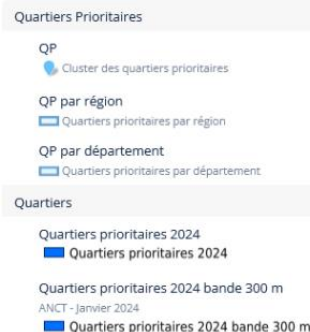 Quartiers Prioritaires
QP
Cluster des quartiers prioritaires
QP par région
Quartiers prioritaires par région
QP par département
Quartiers prioritaires par département
Quartiers
Quartiers prioritaires 2024
Quartiers prioritaires 2024
Quartiers prioritaires 2024 bande 300 m
ANCT - Janvier 2024
Quartiers prioritaires 2024 bande 300 m